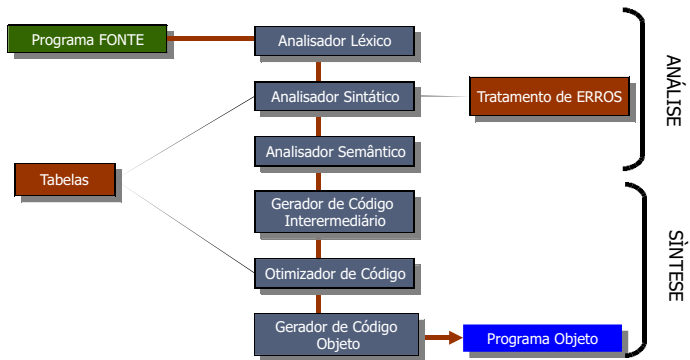 Programa FONTE
Analisador Léxico
Analisador Sintático
Tratamento de ERROS
ANÁLISE
Analisador Semântico
Tabelas
Gerador de Código
Interermediário
SÌNTESE
Otimizador de Código
Gerador de Código
Objeto
Programa Objeto